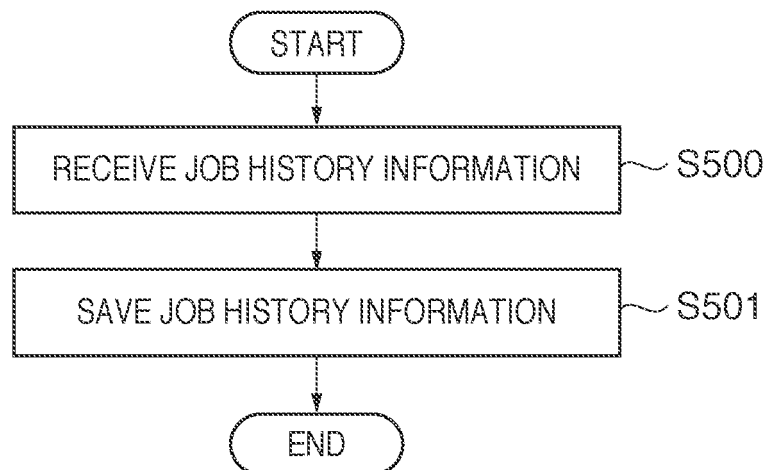 START
RECEIVE JOB HISTORY INFORMATION
S500
SAVE JOB HISTORY INFORMATION
S501
END